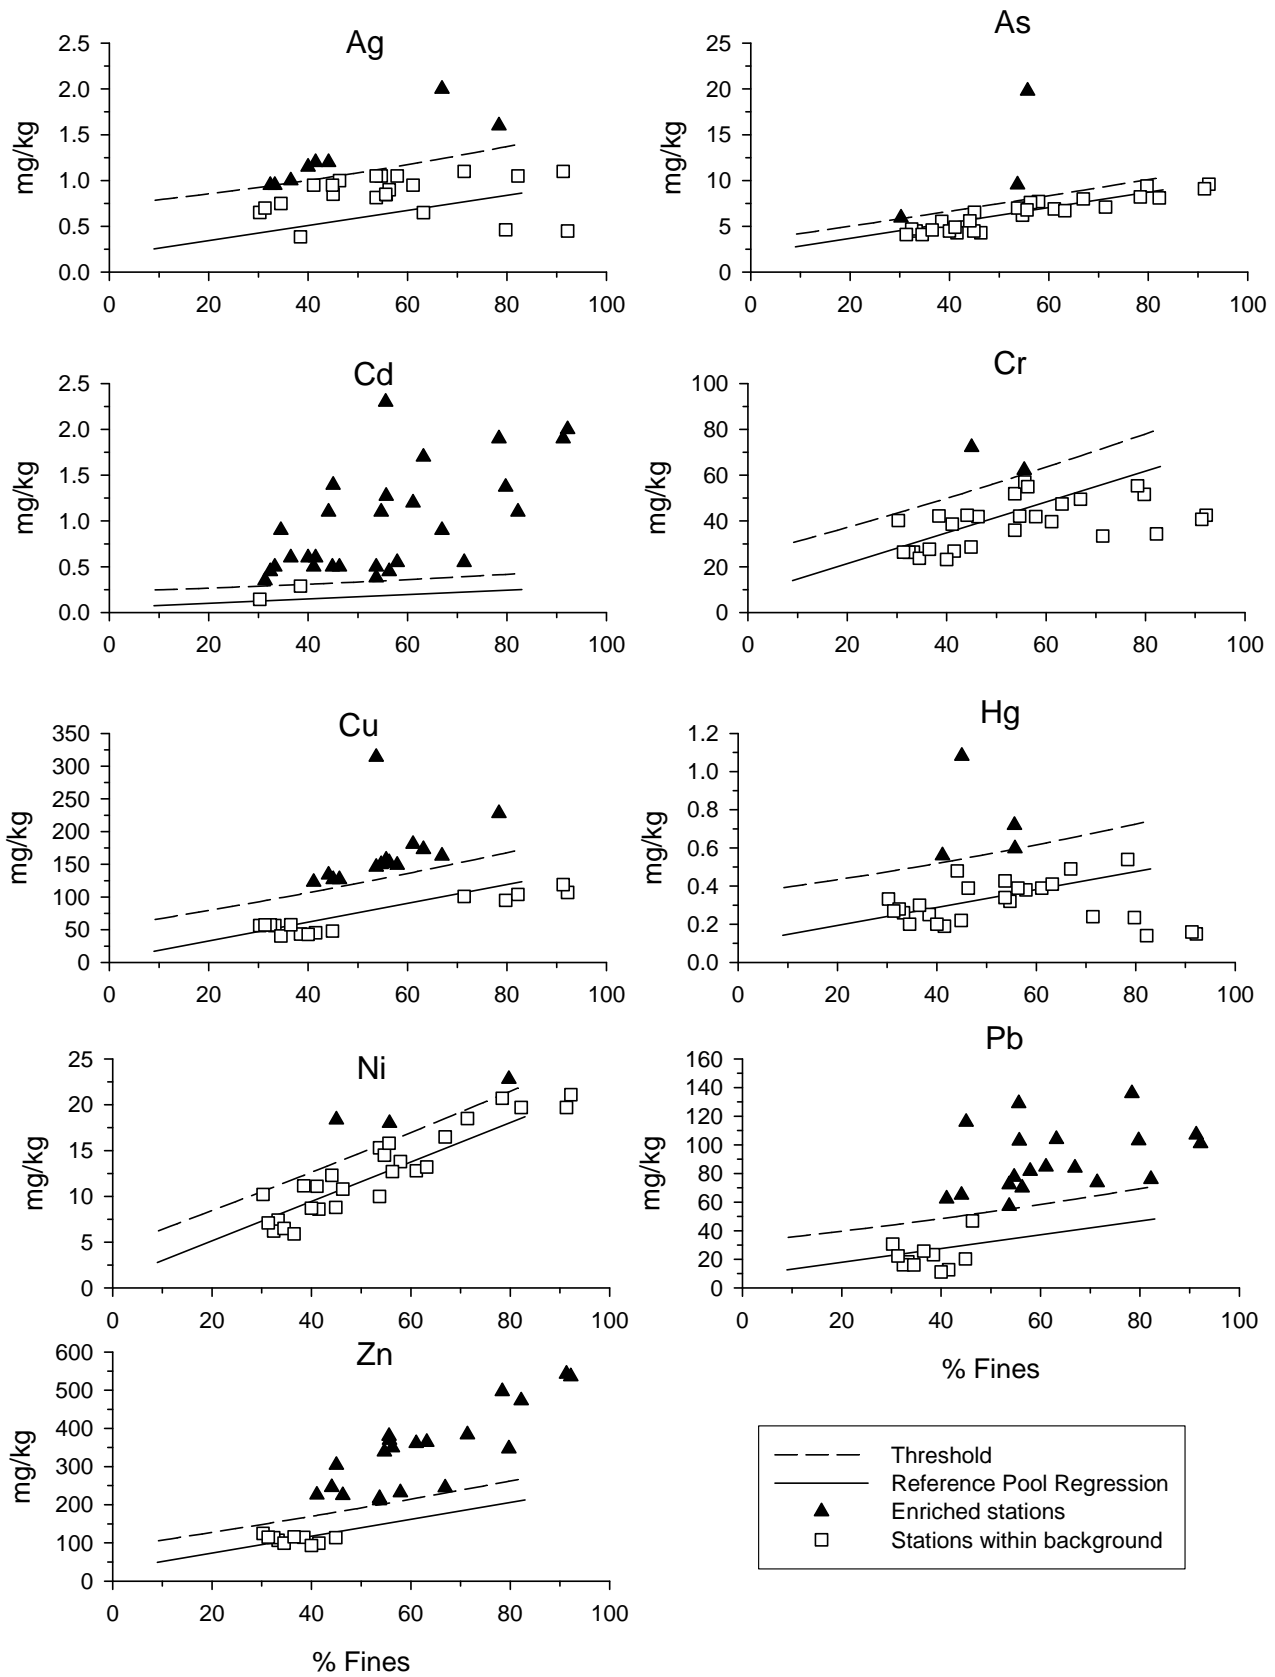 Ag
2.5
2.0
1.5
1.0
0.5
0.0
mg/kg
0 20 40 60 80 100
As
25
20
15
10
5
0
mg/kg
0 20 40 60 80 100
Cd
2.5
2.0
1.5
1.0
0.5
0.0
mg/kg
0 20 40 60 80 100
Cr
100
80
60
40
20
0
mg/kg
0 20 40 60 80 100
Cu
350
300
250
200
150
100
50
0
mg/kg
0 20 40 60 80 100
Hg
1.2
1.0
0.8
0.6
0.4
0.2
0.0
mg/kg
0 20 40 60 80 100
Ni
25
20
15
10
5
0
mg/kg
0 20 40 60 80 100
Pb
160
140
120
100
80
60
40
20
0
mg/kg
0 20 40 60 80 100
% Fines
Zn
600
500
400
300
200
100
0
mg/kg
0 20 40 60 80 100
% Fines
Threshold
Reference Pool Regression
Enriched stations
Stations within background